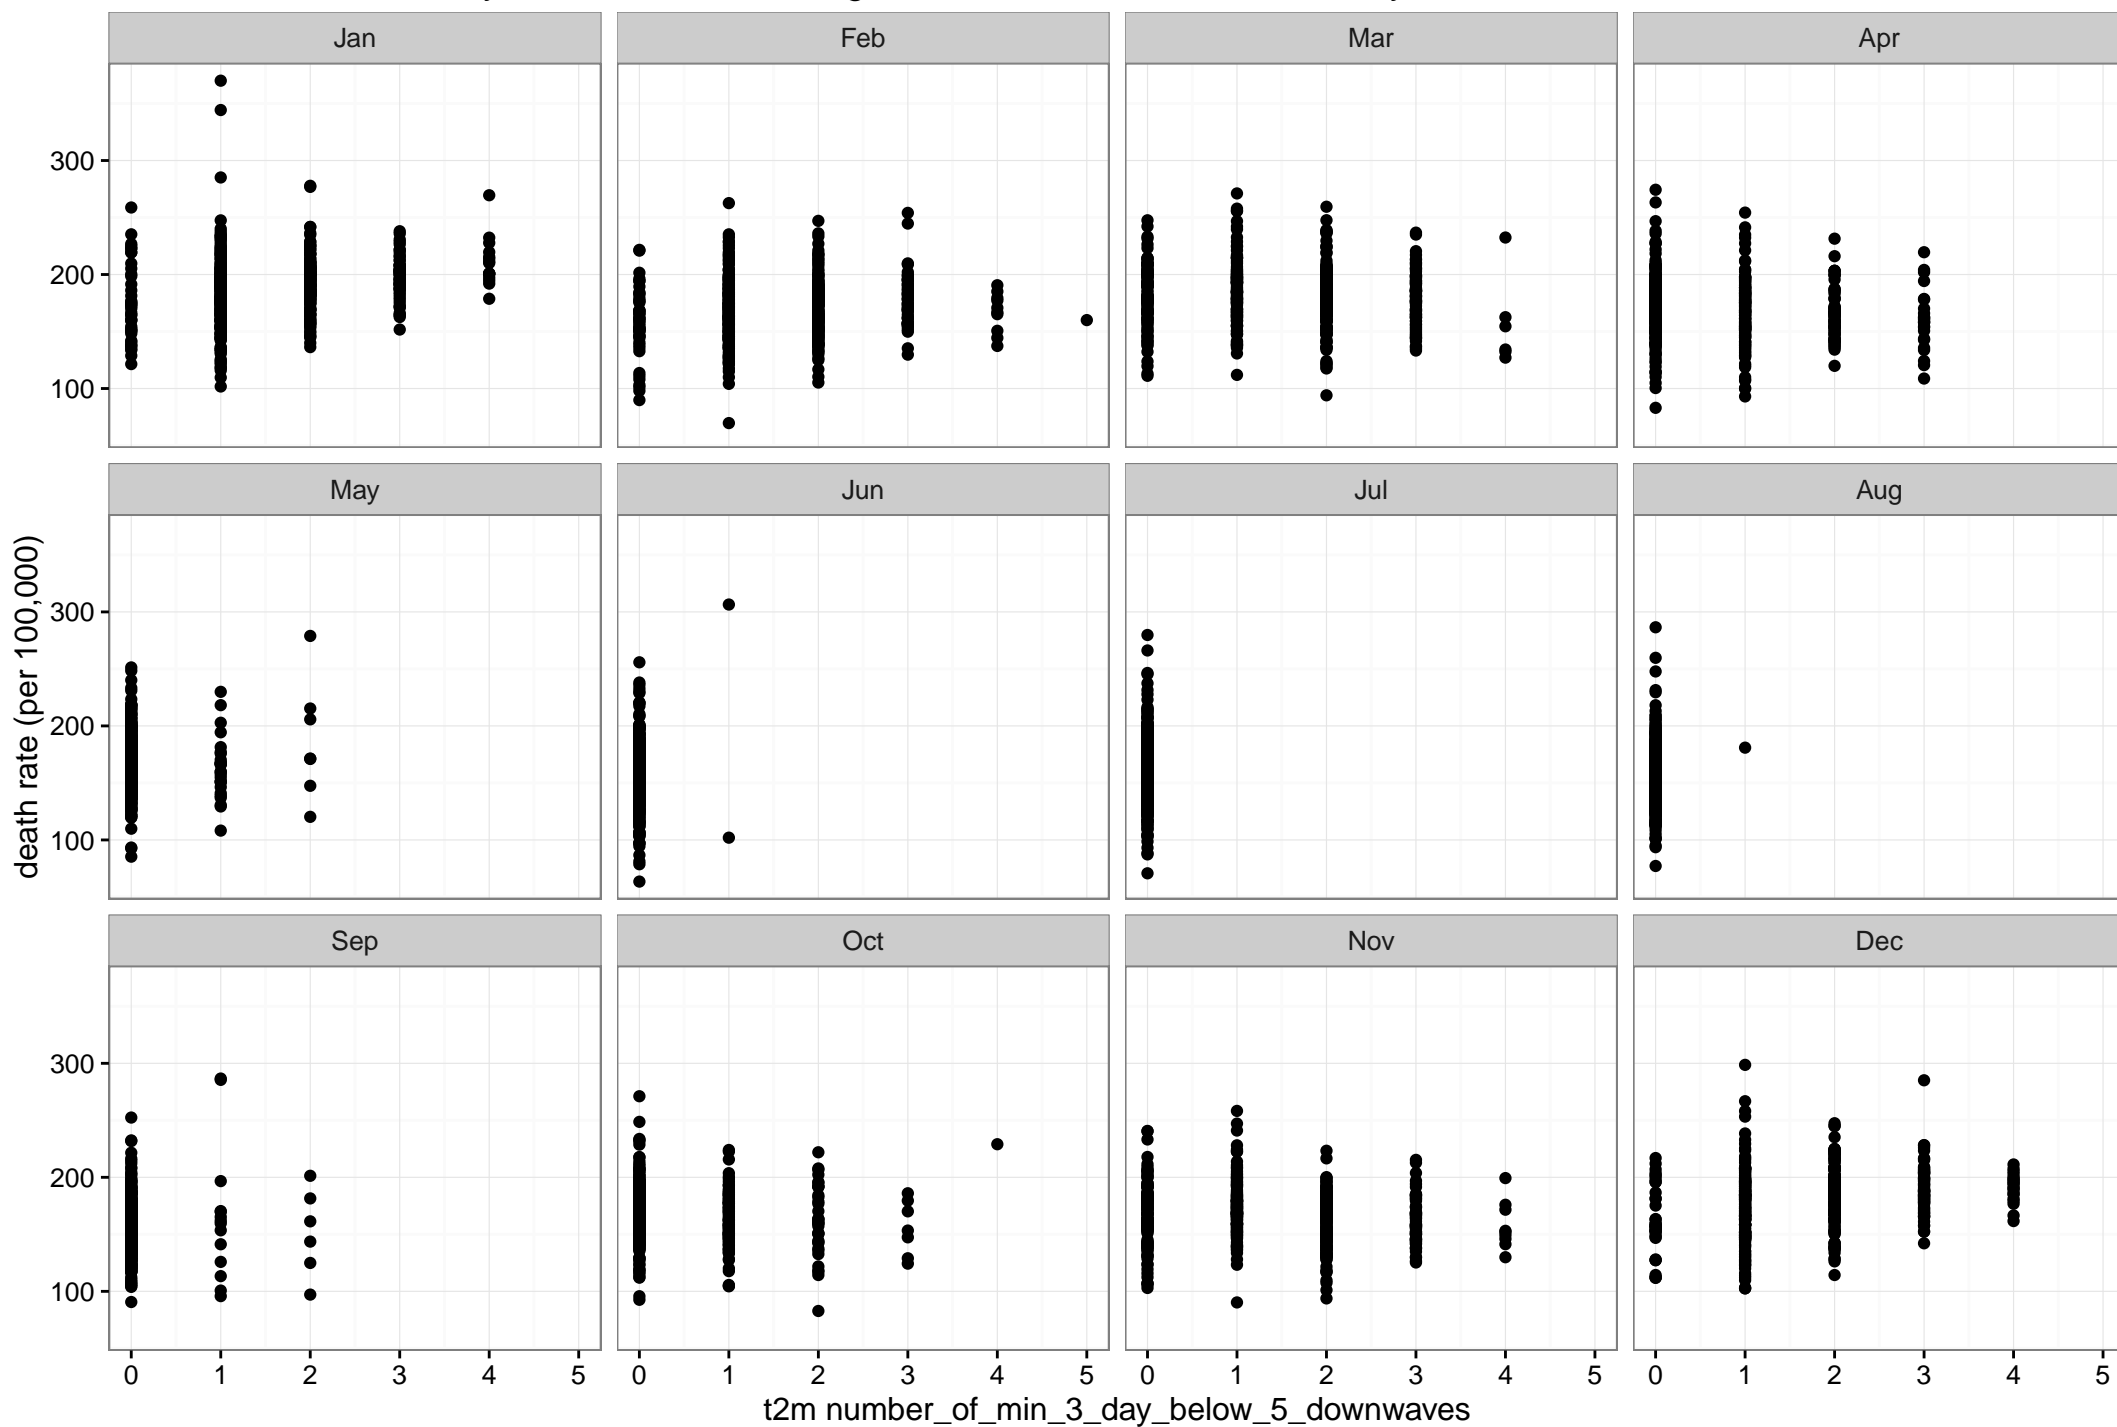 Jan Feb Mar Apr
300
200
100
May Jun Jul Aug
300
200
100
Sep Oct Nov Dec
300
200
100
0 1 2 3 4 5 0 1 2 3 4 5 0 1 2 3 4 5 0 1 2 3 4 5
death rate (per 100,000)
t2m number_of_min_3_day_below_5_downwaves